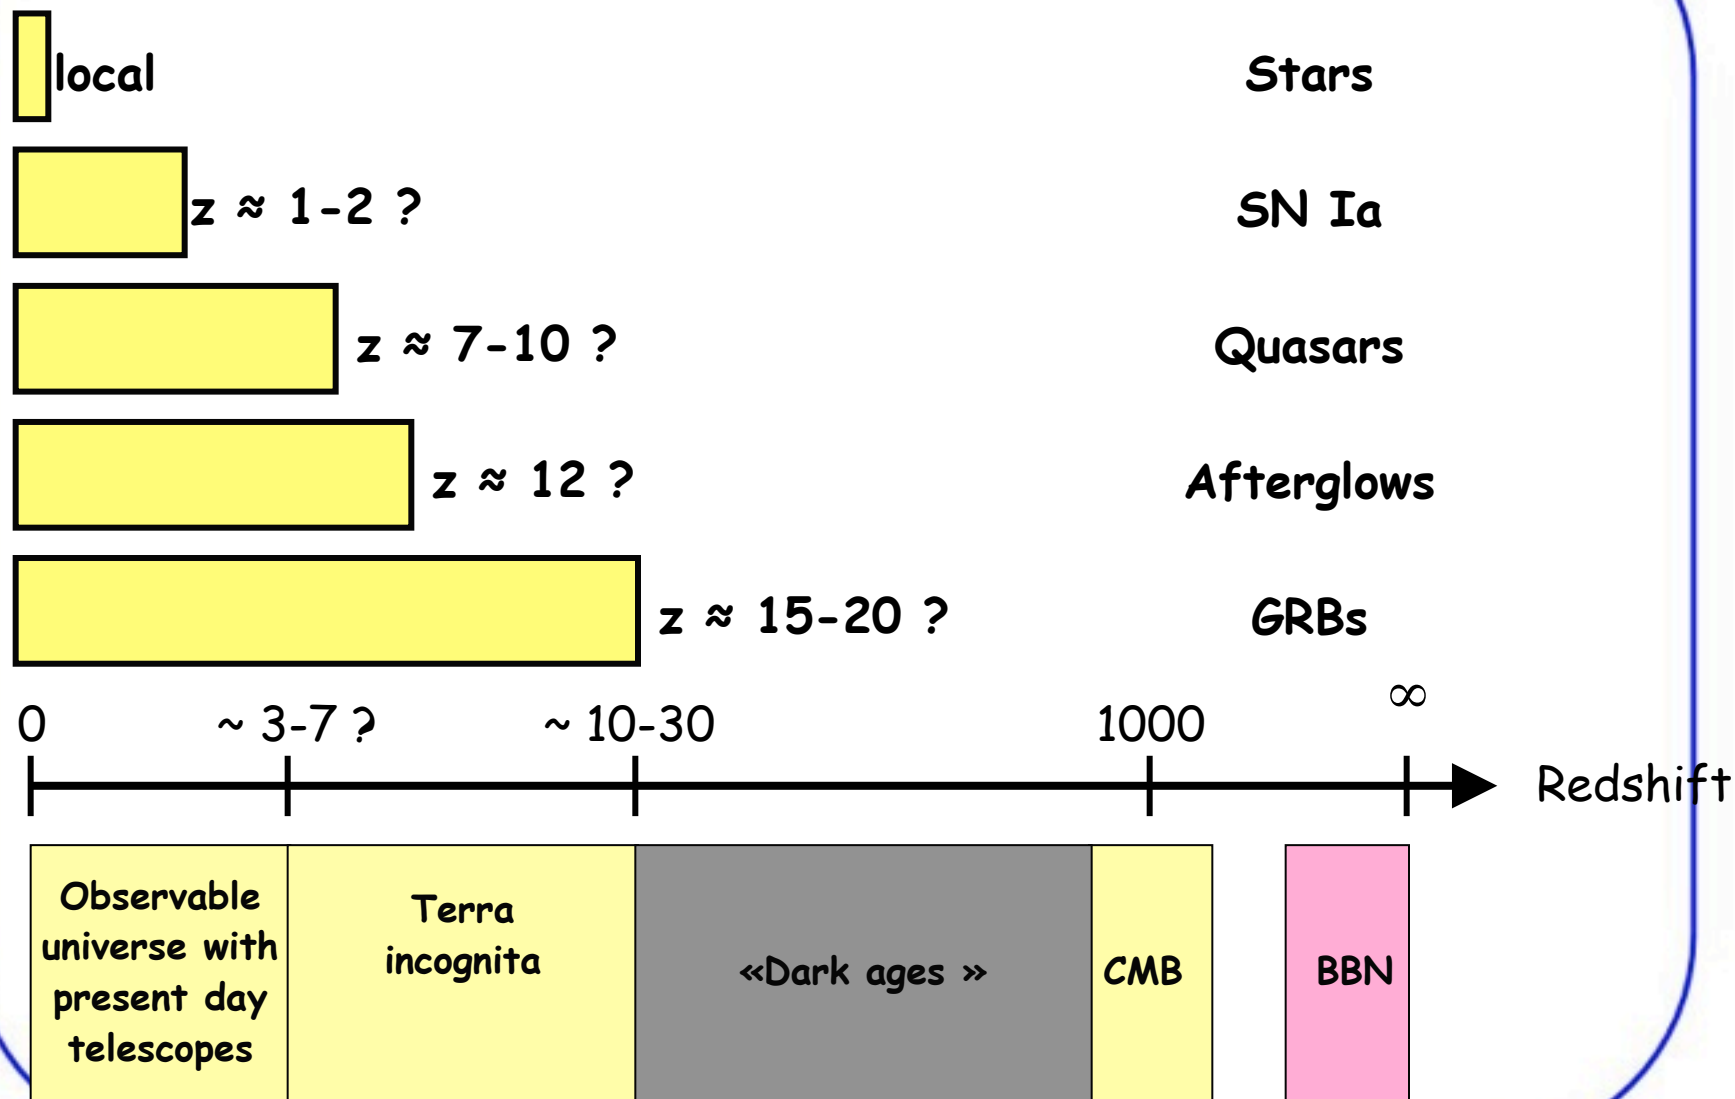 local Stars
z ≈ 1-2 ? SN Ia
z ≈ 7-10 ? Quasars
z ≈ 12 ? Afterglows
z ≈ 15-20 ? GRBs
0 ~ 3-7 ? ~ 10-30 1000 ∞
Redshift
Observable
universe with
present day
telescopes
Terra
incognita
«Dark ages »
CMB
BBN